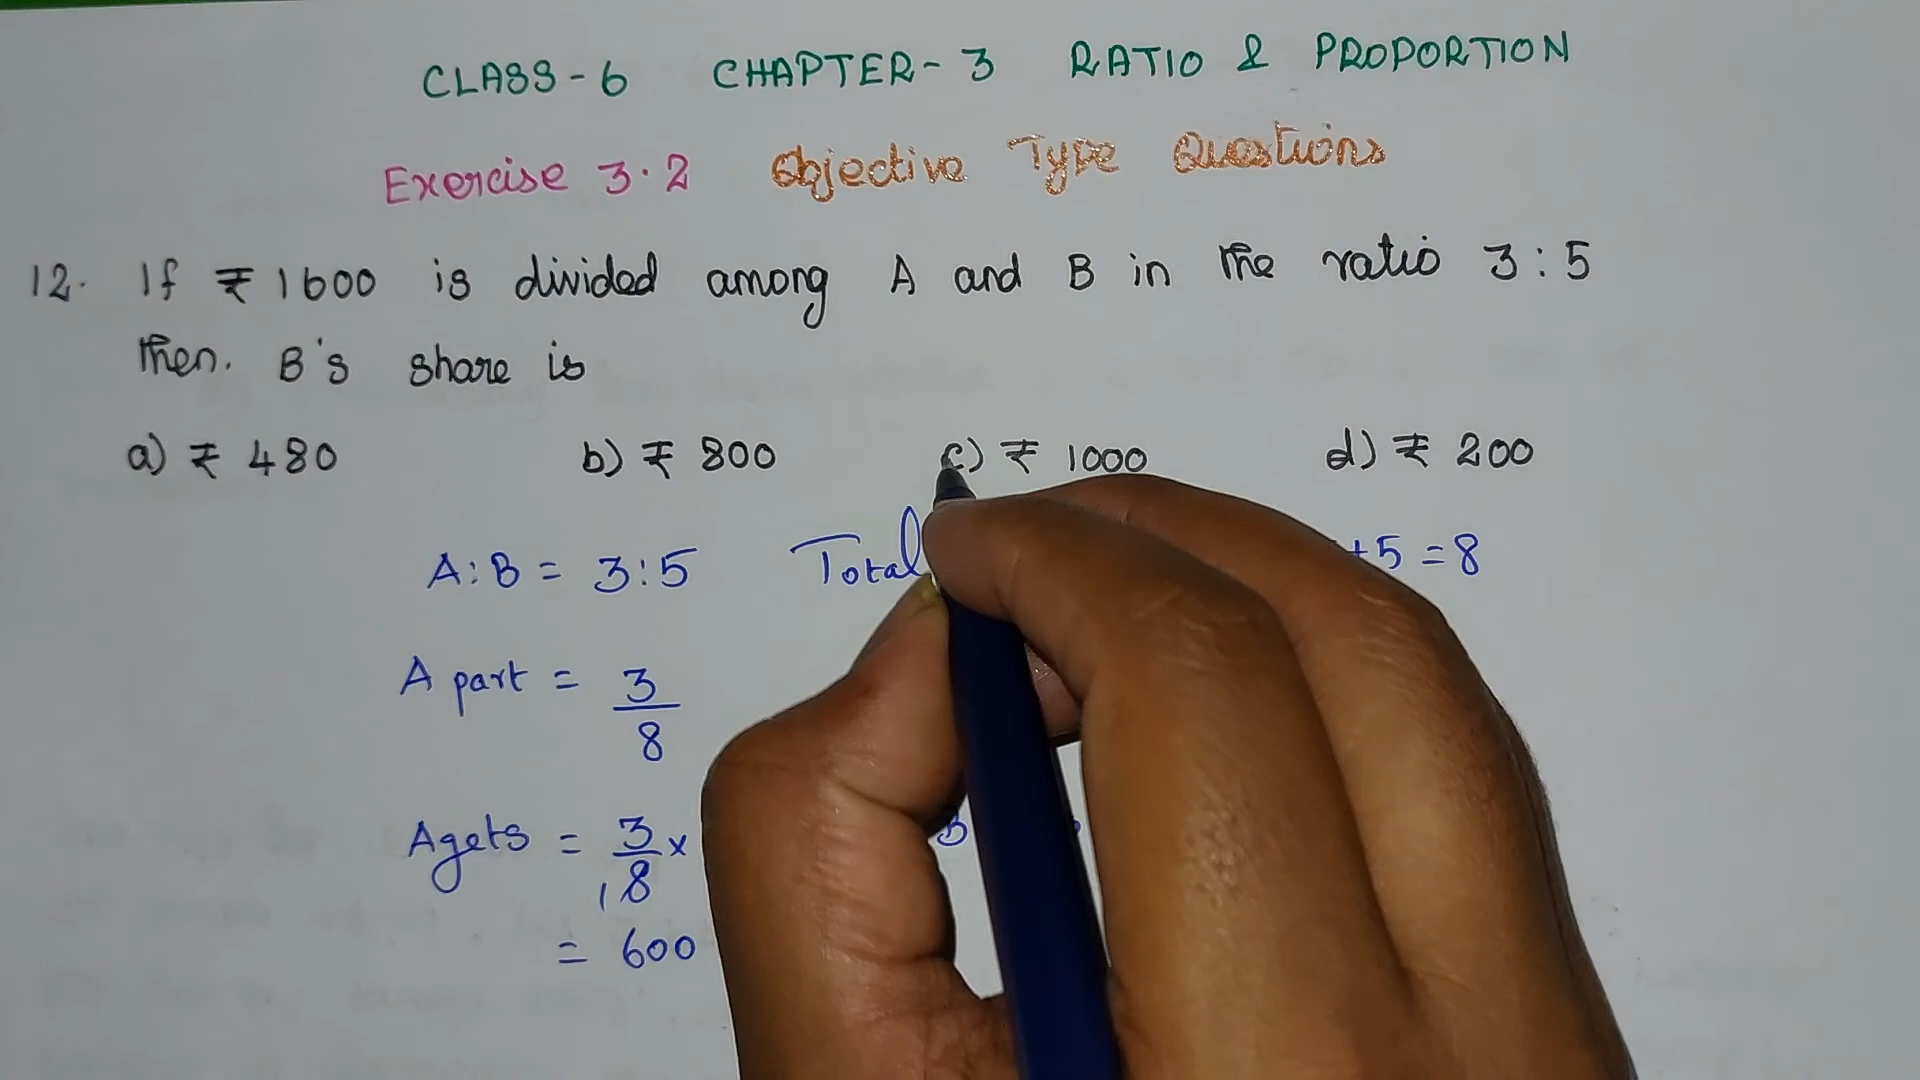 CLASS-6 CHAPTER-3 RATIO & PROPORTION
Exercise 3.2 Objective Type Questions
12. If ₹ 1600 is divided among A and B in the ratio 3:5
then. B's share is
a) ₹ 480 b) ₹ 800 c) ₹ 1000 d) ₹ 200
A:B = 3:5 Total +5 = 8
A part = 3/8
A gets = 3/8 × B
1
= 600